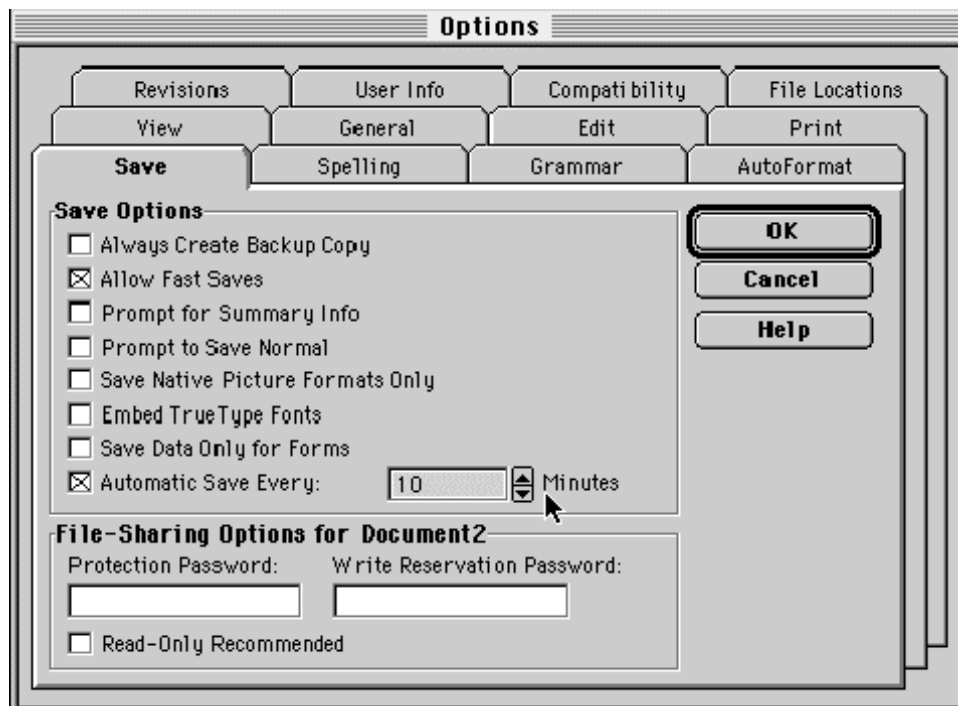 Options
Revisions User Info Compatibility File Locations
View General Edit Print
Save Spelling Grammar AutoFormat
Save Options
Always Create Backup Copy
Allow Fast Saves
Prompt for Summary Info
Prompt to Save Normal
Save Native Picture Formats Only
Embed TrueType Fonts
Save Data Only for Forms
Automatic Save Every: 10 Minutes
OK
Cancel
Help
File-Sharing Options for Document2
Protection Password: Write Reservation Password:
Read-Only Recommended